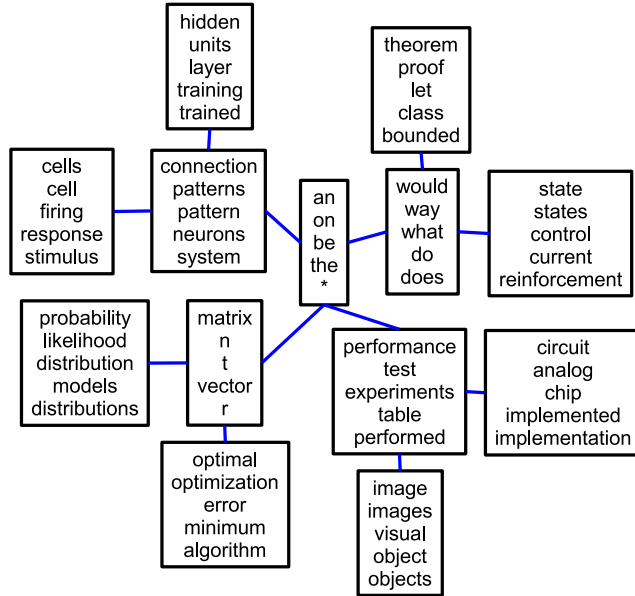 hidden
units
layer
training
trained
theorem
proof
let
class
bounded
cells
cell
firing
response
stimulus
connection
patterns
pattern
neurons
system
an
on
be
the
*
would
way
what
do
does
state
states
control
current
reinforcement
probability
likelihood
distribution
models
distributions
matrix
n
t
vector
r
performance
test
experiments
table
performed
circuit
analog
chip
implemented
implementation
optimal
optimization
error
minimum
algorithm
image
images
visual
object
objects